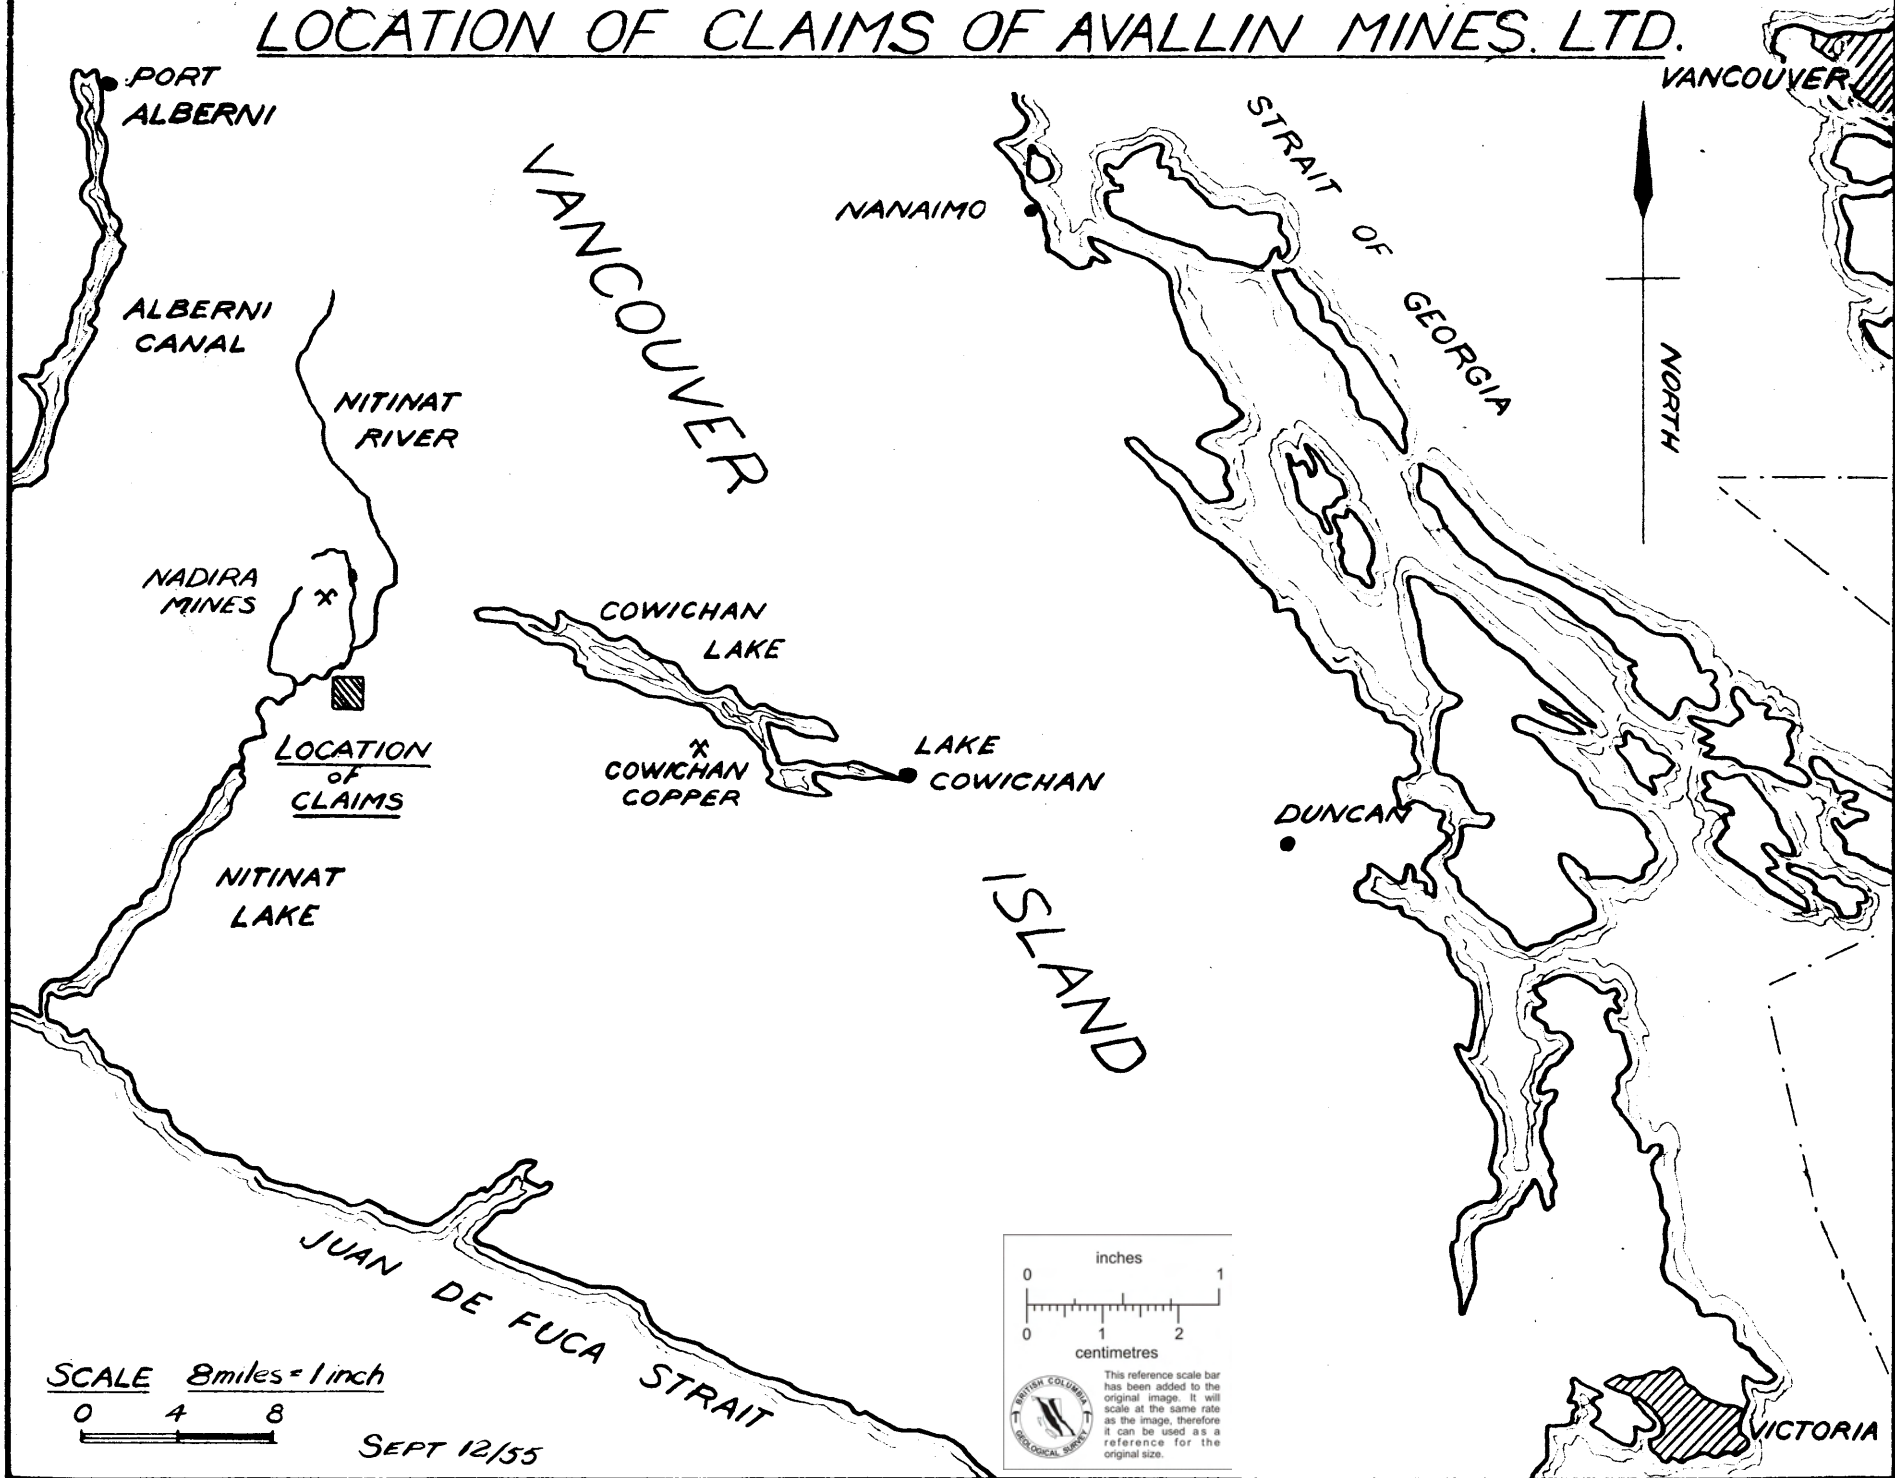 LOCATION OF CLAIMS OF AVALLIN MINES. LTD.
PORT
ALBERNI
VANCOUVER
STRAIT OF GEORGIA
NANAIMO
VANCOUVER
ALBERNI
CANAL
NORTH
NITINAT
RIVER
NADIRA
MINES
COWICHAN
LAKE
LOCATION
OF
CLAIMS
COWICHAN
COPPER
LAKE
COWICHAN
DUNCAN
NITINAT
LAKE
ISLAND
JUAN DE FUCA STRAIT
SCALE 8 miles = 1 inch
0 4 8
SEPT 12/55
inches
0 1
0 1 2
centimetres
BRITISH COLUMBIA
GEOLOGICAL SURVEY
This reference scale bar
has been added to the
original image. It will
scale at the same rate
as the image, therefore
it can be used as a
reference for the
original size.
VICTORIA